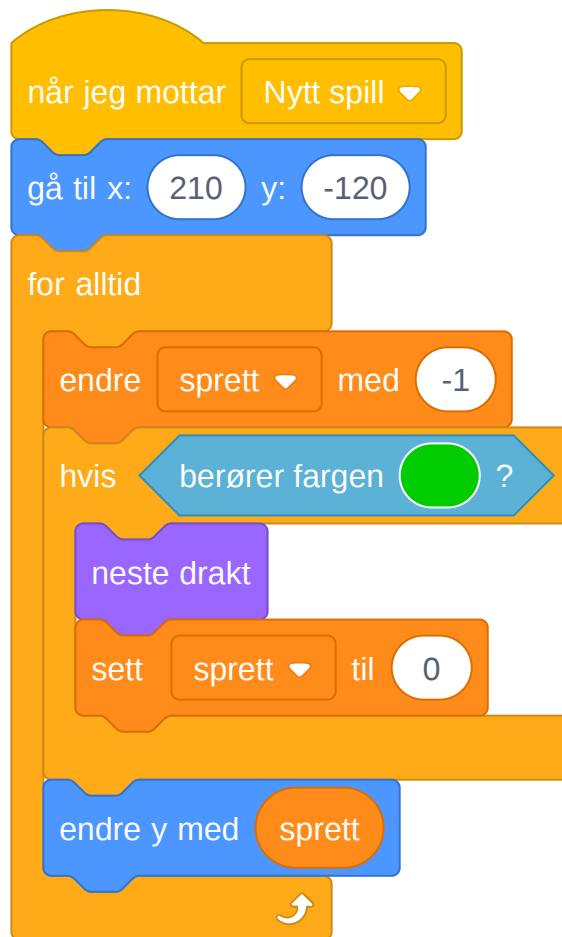 når jeg mottar Nytt spill
gå til x: 210 y: -120
for alltid
endre sprett med -1
hvis berører fargen ?
neste drakt
sett sprett til 0
endre y med sprett